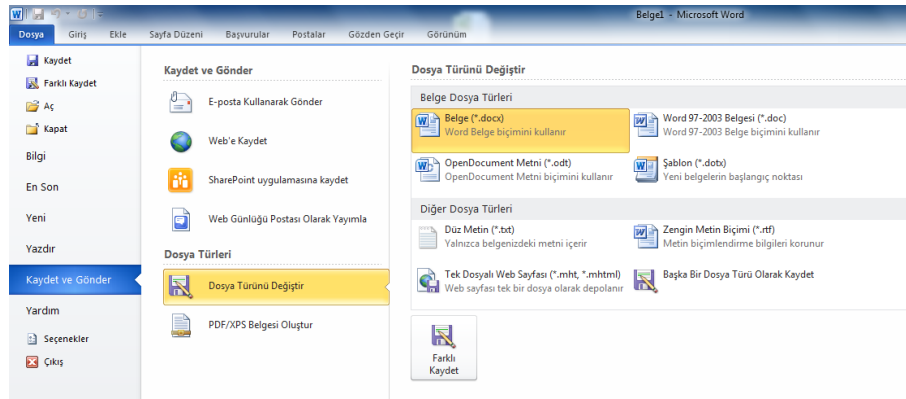 Belge1 - Microsoft Word
Dosya Giriş Ekle Sayfa Düzeni Başvurular Postalar Gözden Geçir Görünüm
Kaydet
Farklı Kaydet
Aç
Kapat
Bilgi
En Son
Yeni
Yazdır
Kaydet ve Gönder
Yardım
Seçenekler
Çıkış
Kaydet ve Gönder
E-posta Kullanarak Gönder
Web'e Kaydet
SharePoint uygulamasına kaydet
Web Günlüğü Postası Olarak Yayımla
Dosya Türleri
Dosya Türünü Değiştir
PDF/XPS Belgesi Oluştur
Dosya Türünü Değiştir
Belge Dosya Türleri
Belge (*.docx)
Word Belge biçimini kullanır
Word 97-2003 Belgesi (*.doc)
Word 97-2003 Belge biçimini kullanır
OpenDocument Metni (*.odt)
OpenDocument Metni biçimini kullanır
Şablon (*.dotx)
Yeni belgelerin başlangıç noktası
Diğer Dosya Türleri
Düz Metin (*.txt)
Yalnızca belgenizdeki metni içerir
Zengin Metin Biçimi (*.rtf)
Metin biçimlendirme bilgileri korunur
Tek Dosyalı Web Sayfası (*.mht, *.mhtml)
Web sayfası tek bir dosya olarak depolanır
Başka Bir Dosya Türü Olarak Kaydet
Farklı
Kaydet